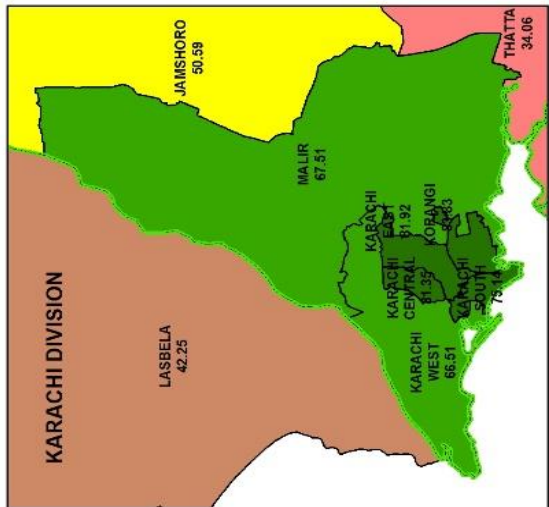 KARACHI DIVISION
LASBELA
42.25
JAMSHORO
50.59
MALIR
67.51
KARACHI
EAST
81.92
KARACHI
CENTRAL
81.35
KARACHI
WEST
66.51
KORANGI
KARACHI
SOUTH
75.14
THATTA
34.06